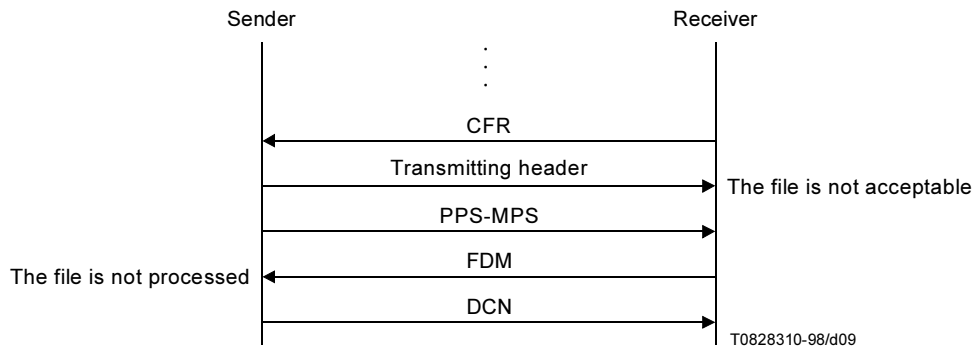 Sender
Receiver
CFR
Transmitting header
The file is not acceptable
PPS-MPS
FDM
The file is not processed
DCN
T0828310-98/d09